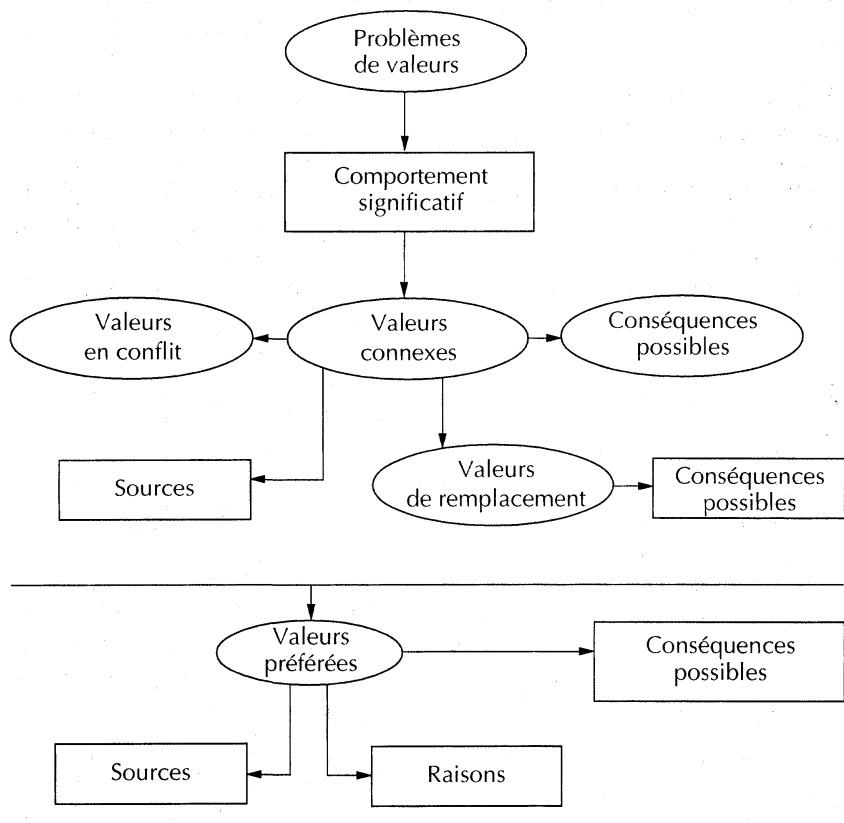 Problèmes
de valeurs
Comportement
significatif
Valeurs
en conflit
Valeurs
connexes
Conséquences
possibles
Sources
Valeurs
de remplacement
Conséquences
possibles
Valeurs
préférées
Conséquences
possibles
Sources
Raisons